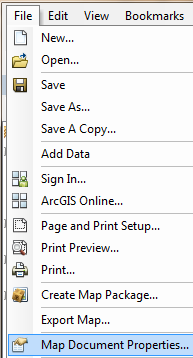 File Edit View Bookmarks
New...
Open...
Save
Save As...
Save A Copy...
Add Data
Sign In...
ArcGIS Online...
Page and Print Setup...
Print Preview...
Print...
Create Map Package...
Export Map...
Map Document Properties...